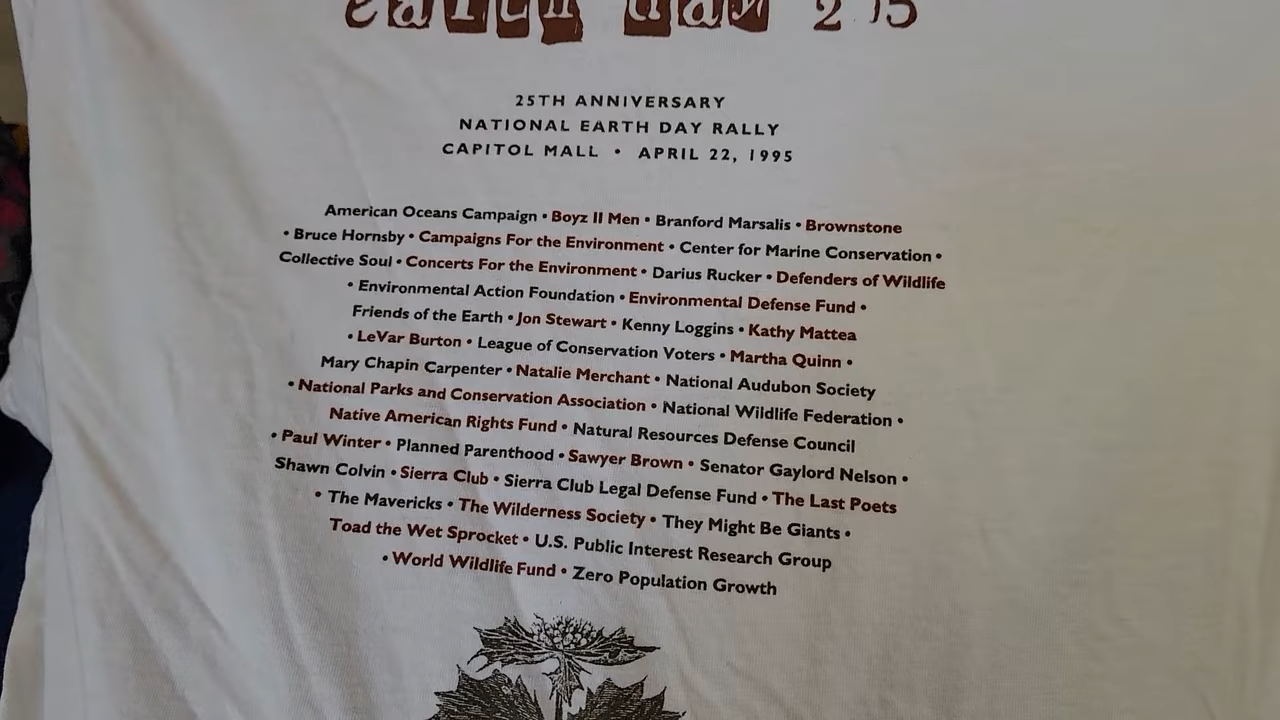 earth day 25
25TH ANNIVERSARY
NATIONAL EARTH DAY RALLY
CAPITOL MALL • APRIL 22, 1995
American Oceans Campaign • Boyz II Men • Branford Marsalis • Brownstone
• Bruce Hornsby • Campaigns For the Environment • Center for Marine Conservation •
Collective Soul • Concerts For the Environment • Darius Rucker • Defenders of Wildlife
• Environmental Action Foundation • Environmental Defense Fund •
Friends of the Earth • Jon Stewart • Kenny Loggins • Kathy Mattea
• LeVar Burton • League of Conservation Voters • Martha Quinn •
Mary Chapin Carpenter • Natalie Merchant • National Audubon Society
• National Parks and Conservation Association • National Wildlife Federation •
Native American Rights Fund • Natural Resources Defense Council
• Paul Winter • Planned Parenthood • Sawyer Brown • Senator Gaylord Nelson •
Shawn Colvin • Sierra Club • Sierra Club Legal Defense Fund • The Last Poets
• The Mavericks • The Wilderness Society • They Might Be Giants •
Toad the Wet Sprocket • U.S. Public Interest Research Group
• World Wildlife Fund • Zero Population Growth